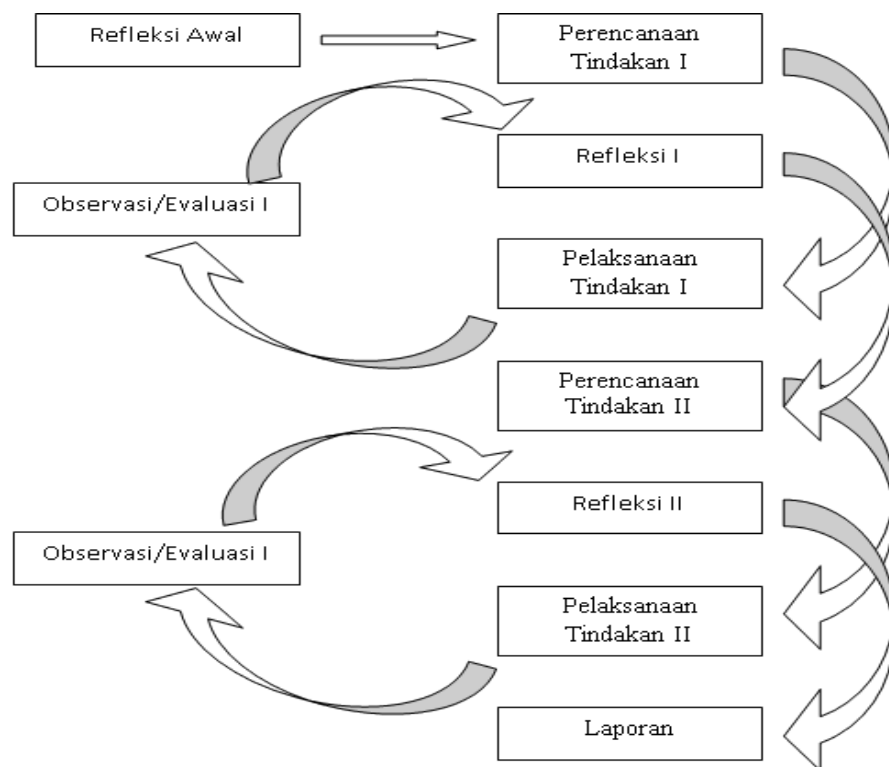 Refleksi Awal
Perencanaan
Tindakan I
Refleksi I
Observasi/Evaluasi I
Pelaksanaan
Tindakan I
Perencanaan
Tindakan II
Refleksi II
Observasi/Evaluasi I
Pelaksanaan
Tindakan II
Laporan